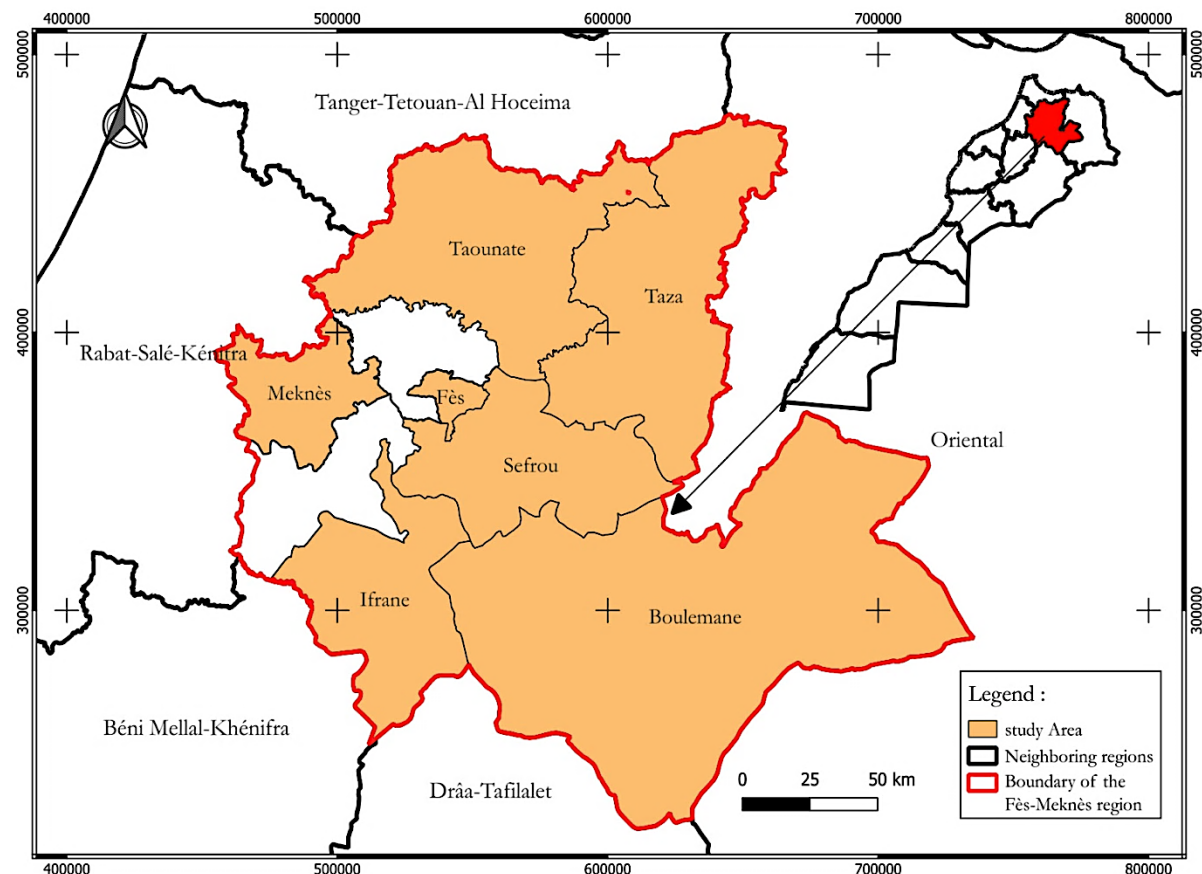 400000 500000 600000 700000 800000
500000 500000
Tanger-Tetouan-Al Hoceima
Taounate
Taza
400000 400000
Rabat-Salé-Kénitra
Meknès
Fès
Oriental
Sefrou
300000 300000
Ifrane
Boulemane
Béni Mellal-Khénifra
Drâa-Tafilalet
0 25 50 km
Legend :
study Area
Neighboring regions
Boundary of the
Fès-Meknès region
400000 500000 600000 700000 800000